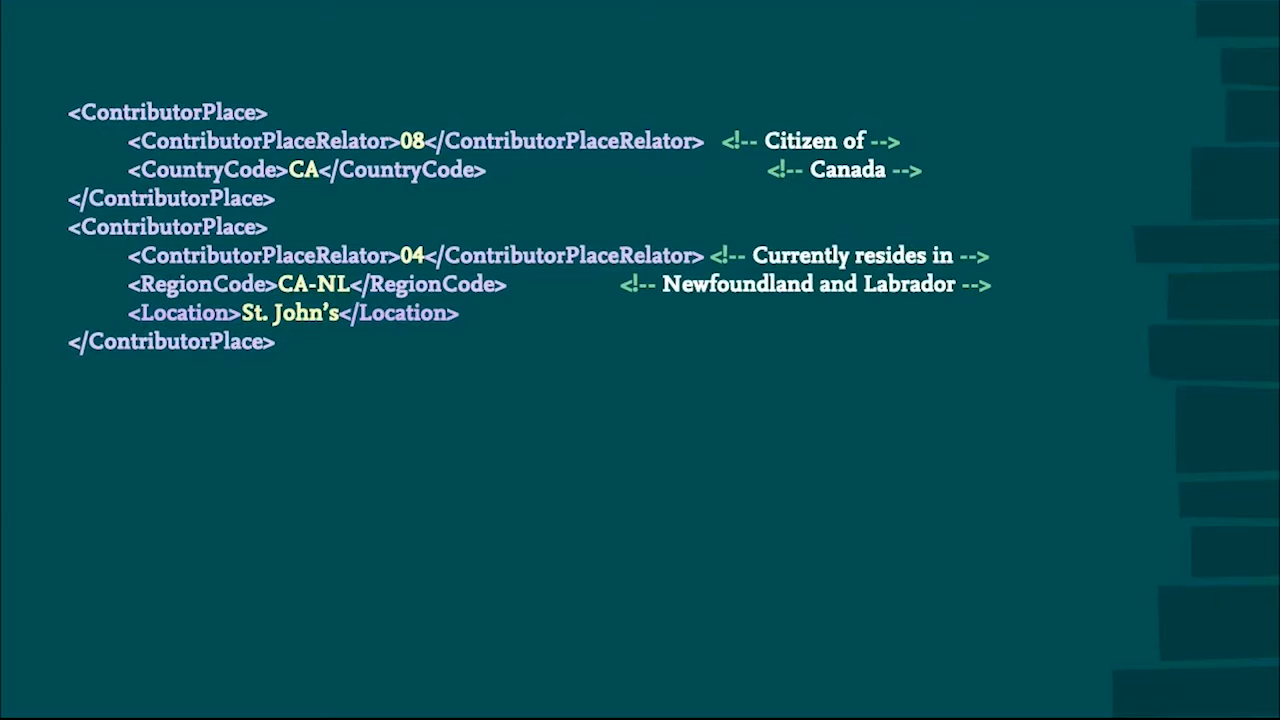 <ContributorPlace>
<ContributorPlaceRelator>08</ContributorPlaceRelator> <!-- Citizen of -->
<CountryCode>CA</CountryCode> <!-- Canada -->
</ContributorPlace>
<ContributorPlace>
<ContributorPlaceRelator>04</ContributorPlaceRelator> <!-- Currently resides in -->
<RegionCode>CA-NL</RegionCode> <!-- Newfoundland and Labrador -->
<Location>St. John’s</Location>
</ContributorPlace>